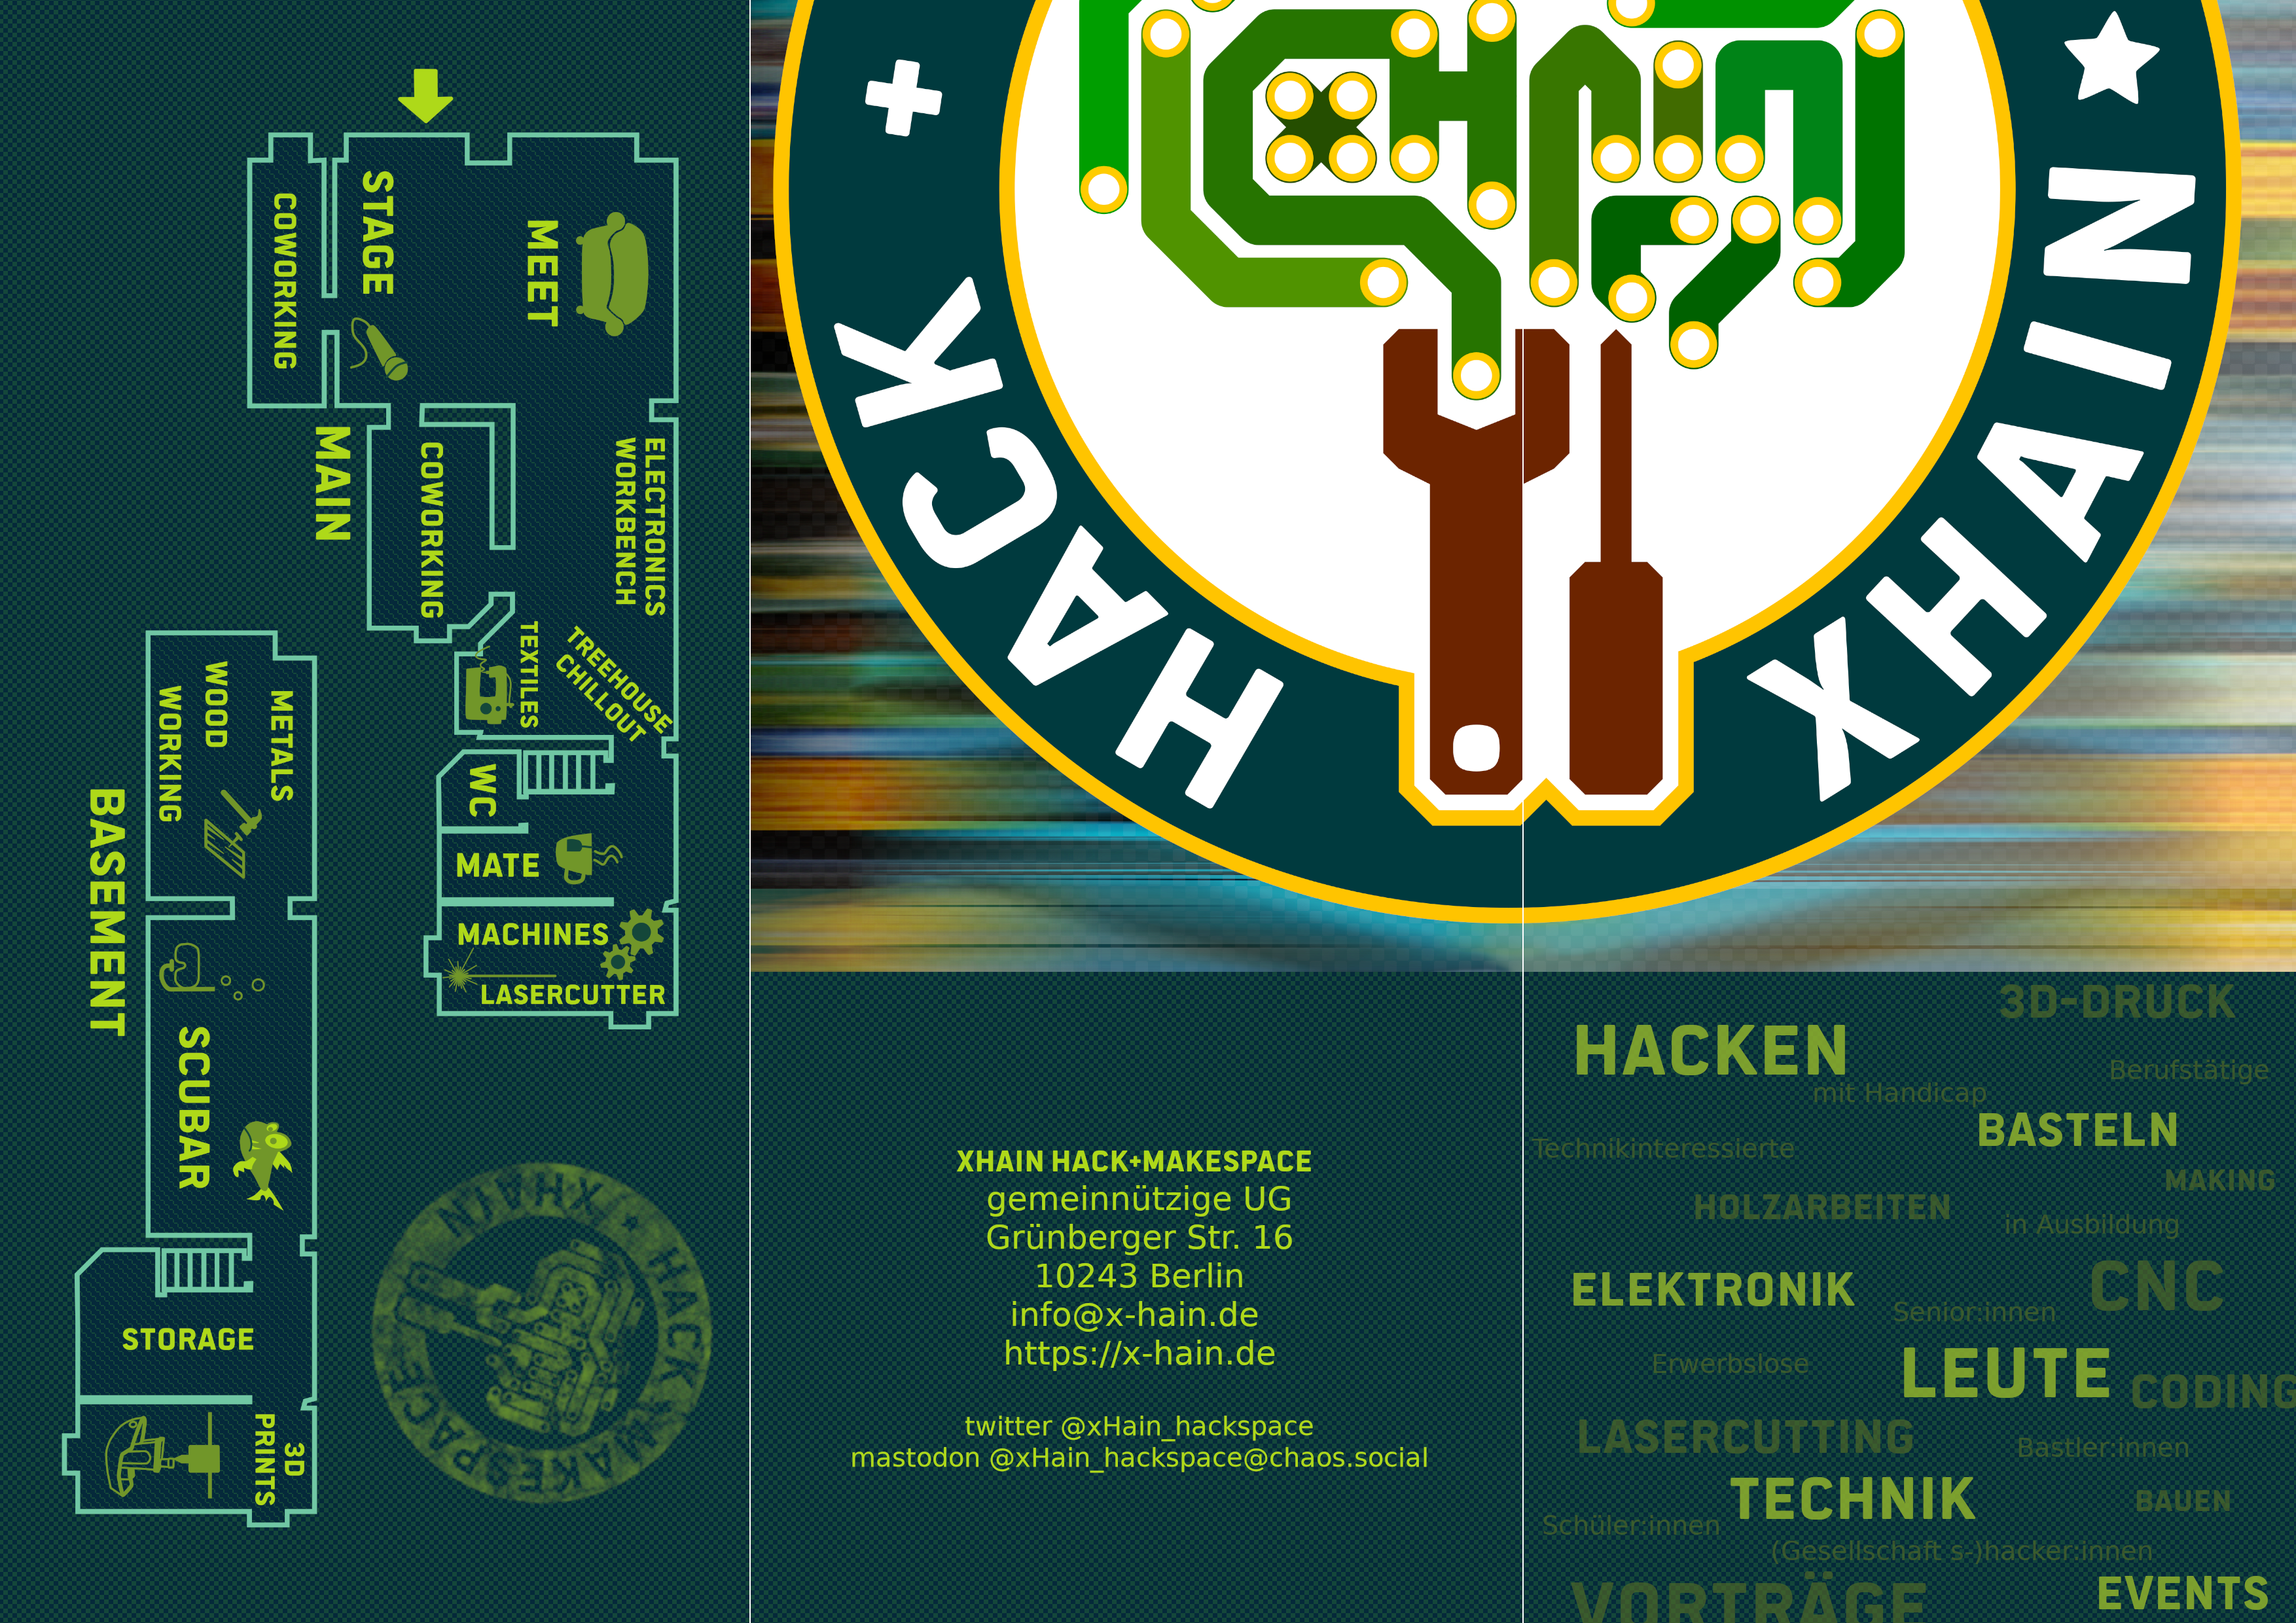 STAGE
COWORKING
MEET
MAIN
COWORKING
ELECTRONICS
WORKBENCH
TEXTILES
TREEHOUSE
CHILLOUT
WC
MATE
MACHINES
LASERCUTTER
BASEMENT
METALS
WOOD
WORKING
SCUBAR
STORAGE
3D
PRINTS
XHAIN ★ HACK+MAKESPACE
XHAIN ★
HACK +
XHAIN HACK+MAKESPACE
gemeinnützige UG
Grünberger Str. 16
10243 Berlin
info@x-hain.de
https://x-hain.de
twitter @xHain_hackspace
mastodon @xHain_hackspace@chaos.social
3D-DRUCK
HACKEN
Berufstätige
mit Handicap
BASTELN
Technikinteressierte
MAKING
HOLZARBEITEN
in Ausbildung
CNC
ELEKTRONIK
Senior:innen
Erwerbslose
LEUTE
CODING
LASERCUTTING
Bastler:innen
TECHNIK
BAUEN
Schüler:innen
(Gesellschaft s-)hacker:innen
EVENTS
VORTRÄGE